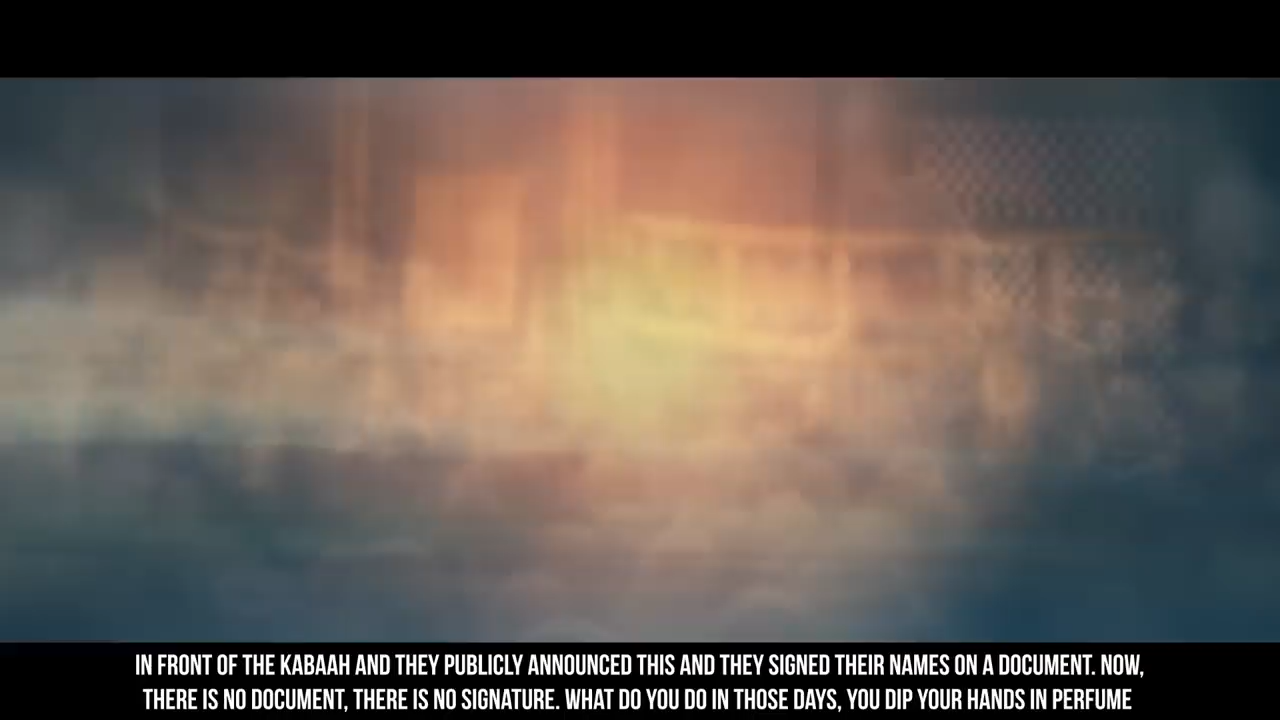 IN FRONT OF THE KABAAH AND THEY PUBLICLY ANNOUNCED THIS AND THEY SIGNED THEIR NAMES ON A DOCUMENT. NOW,
THERE IS NO DOCUMENT, THERE IS NO SIGNATURE. WHAT DO YOU DO IN THOSE DAYS, YOU DIP YOUR HANDS IN PERFUME